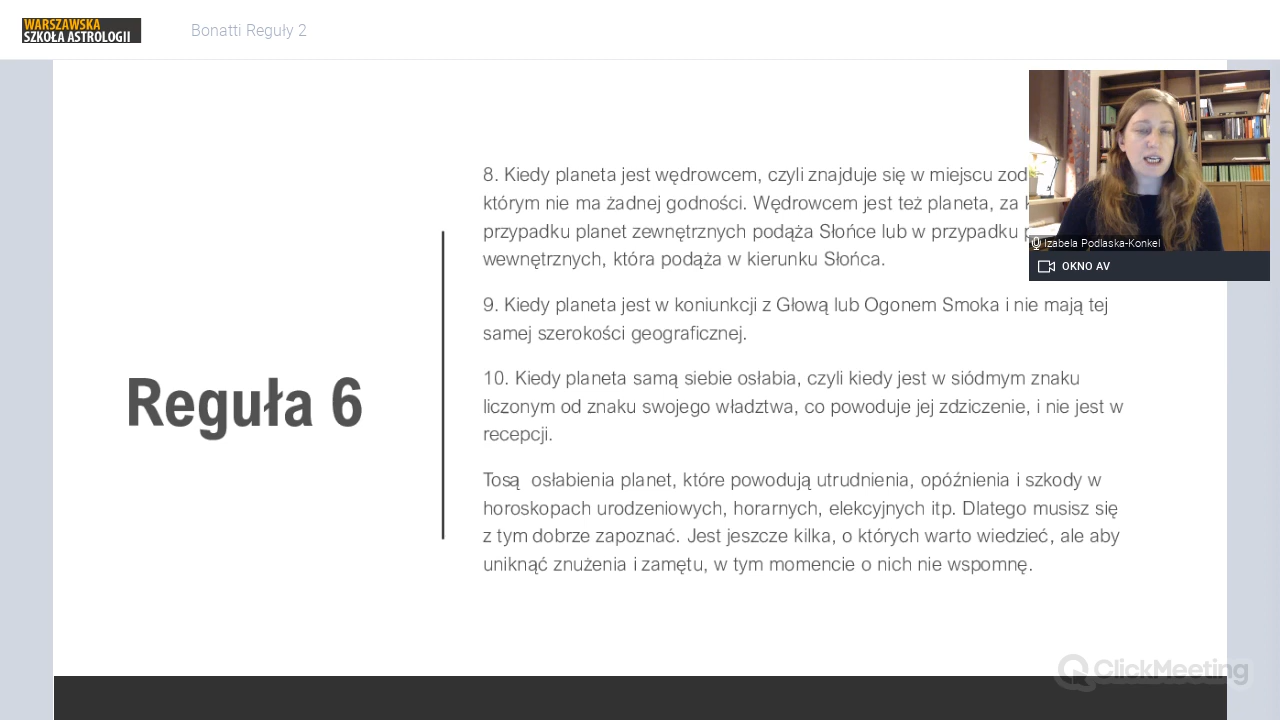 WARSZAWSKA
SZKOŁA ASTROLOGII
Bonatti Reguły 2
8. Kiedy planeta jest wędrowcem, czyli znajduje się w miejscu
którym nie ma żadnej godności. Wędrowcem jest też planeta, za
przypadku planet zewnętrznych podąża Słońce lub w przypadku
wewnętrznych, która podąża w kierunku Słońca.
9. Kiedy planeta jest w koniunkcji z Głową lub Ogonem Smoka i nie mają tej
samej szerokości geograficznej.
10. Kiedy planeta samą siebie osłabia, czyli kiedy jest w siódmym znaku
liczonym od znaku swojego władztwa, co powoduje jej zdziczenie, i nie jest w
recepcji.
Tosą osłabienia planet, które powodują utrudnienia, opóźnienia i szkody w
horoskopach urodzeniowych, horarnych, elekcyjnych itp. Dlatego musisz się
z tym dobrze zapoznać. Jest jeszcze kilka, o których warto wiedzieć, ale aby
uniknąć znużenia i zamętu, w tym momencie o nich nie wspomnę.
Reguła 6
Izabela Podlaska-Konkel
OKNO AV
ClickMeeting